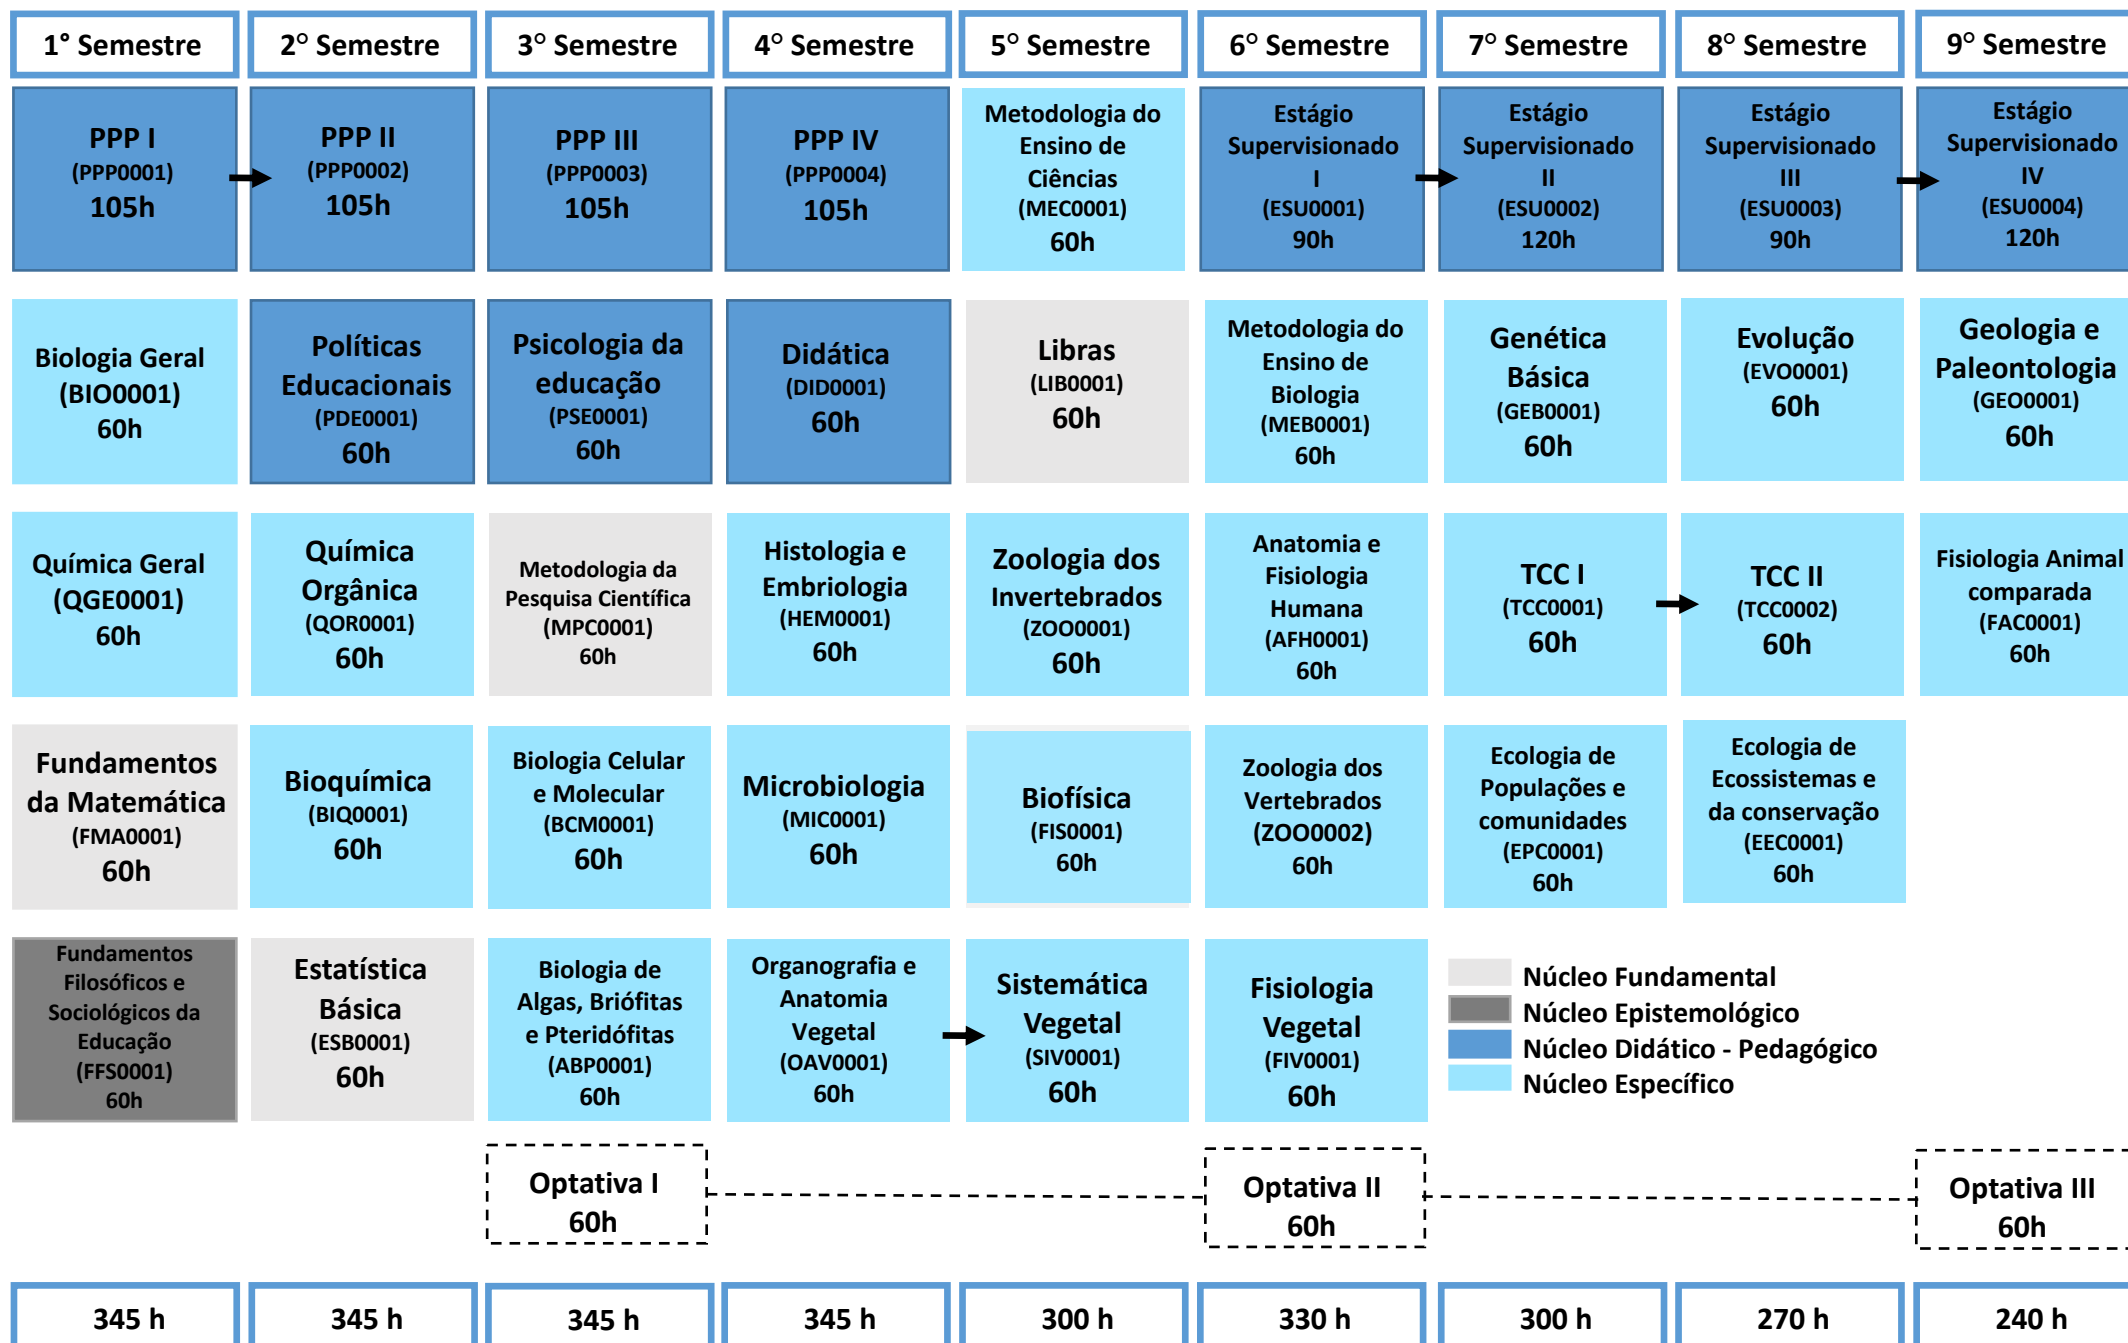 1° Semestre
2° Semestre
3° Semestre
4° Semestre
5° Semestre
6° Semestre
7° Semestre
8° Semestre
9° Semestre
PPP I
(PPP0001)
105h
PPP II
(PPP0002)
105h
PPP III
(PPP0003)
105h
PPP IV
(PPP0004)
105h
Metodologia do
Ensino de
Ciências
(MEC0001)
60h
Estágio
Supervisionado
I
(ESU0001)
90h
Estágio
Supervisionado
II
(ESU0002)
120h
Estágio
Supervisionado
III
(ESU0003)
90h
Estágio
Supervisionado
IV
(ESU0004)
120h
Biologia Geral
(BIO0001)
60h
Políticas
Educacionais
(PDE0001)
60h
Psicologia da
educação
(PSE0001)
60h
Didática
(DID0001)
60h
Libras
(LIB0001)
60h
Metodologia do
Ensino de
Biologia
(MEB0001)
60h
Genética
Básica
(GEB0001)
60h
Evolução
(EVO0001)
60h
Geologia e
Paleontologia
(GEO0001)
60h
Química Geral
(QGE0001)
60h
Química
Orgânica
(QOR0001)
60h
Metodologia da
Pesquisa Científica
(MPC0001)
60h
Histologia e
Embriologia
(HEM0001)
60h
Zoologia dos
Invertebrados
(ZOO0001)
60h
Anatomia e
Fisiologia
Humana
(AFH0001)
60h
TCC I
(TCC0001)
60h
TCC II
(TCC0002)
60h
Fisiologia Animal
comparada
(FAC0001)
60h
Fundamentos
da Matemática
(FMA0001)
60h
Bioquímica
(BIQ0001)
60h
Biologia Celular
e Molecular
(BCM0001)
60h
Microbiologia
(MIC0001)
60h
Biofísica
(FIS0001)
60h
Zoologia dos
Vertebrados
(ZOO0002)
60h
Ecologia de
Populações e
comunidades
(EPC0001)
60h
Ecologia de
Ecossistemas e
da conservação
(EEC0001)
60h
Fundamentos
Filosóficos e
Sociológicos da
Educação
(FFS0001)
60h
Estatística
Básica
(ESB0001)
60h
Biologia de
Algas, Briófitas
e Pteridófitas
(ABP0001)
60h
Organografia e
Anatomia
Vegetal
(OAV0001)
60h
Sistemática
Vegetal
(SIV0001)
60h
Fisiologia
Vegetal
(FIV0001)
60h
Núcleo Fundamental
Núcleo Epistemológico
Núcleo Didático - Pedagógico
Núcleo Específico
Optativa I
60h
Optativa II
60h
Optativa III
60h
345 h
345 h
345 h
345 h
300 h
330 h
300 h
270 h
240 h